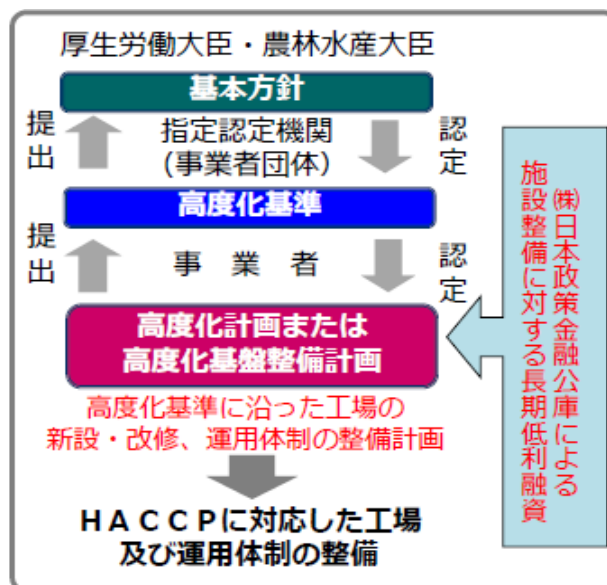 厚生労働大臣・農林水産大臣
基本方針
提出
指定認定機関
（事業者団体）
認定
高度化基準
提出
事業者
認定
高度化計画または
高度化基盤整備計画
高度化基準に沿った工場の
新設・改修、運用体制の整備計画
ＨＡＣＣＰに対応した工場
及び運用体制の整備
㈱日本政策金融公庫による
施設整備に対する長期低利融資